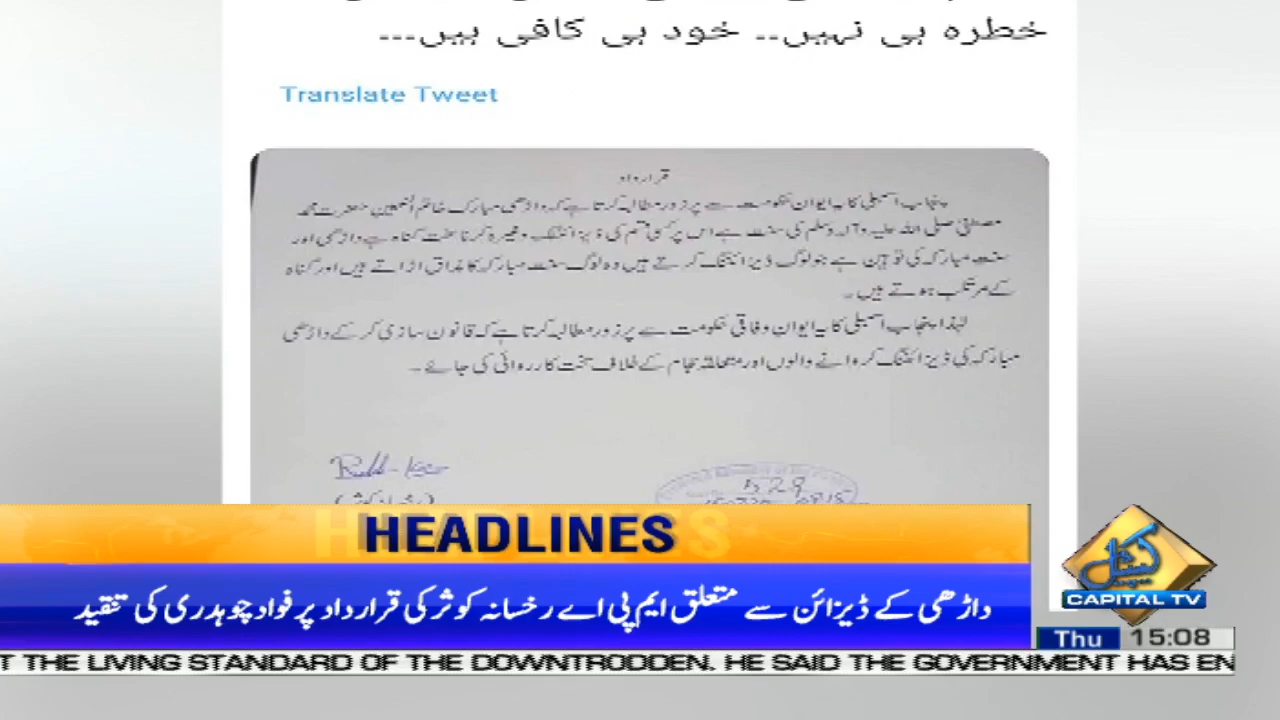 خطرہ ہی نہیں.. خود ہی کافی ہیں...
Translate Tweet
قرارداد
پنجاب اسمبلی کا یہ ایوان حکومت سے پرزور مطالبہ کرتا ہے کہ داڑھی مبارک خاتم النبیین حضرت محمد
مصطفیٰ صلی اللہ علیہ وآلہ وسلم کی سنت ہے اس پر کسی قسم کی ڈیزائننگ وغیرہ کرنا سخت گناہ ہے داڑھی اور
سنت مبارکہ کی توہین ہے جو لوگ ڈیزائننگ کرتے ہیں وہ لوگ سنت مبارکہ کا مذاق اڑاتے ہیں اور گناہ
کے مرتکب ہوتے ہیں۔
لہٰذا پنجاب اسمبلی کا یہ ایوان وفاقی حکومت سے پرزور مطالبہ کرتا ہے کہ قانون سازی کر کے داڑھی
مبارکہ کی ڈیزائننگ کروانے والوں اور متعلقہ حجام کے خلاف سخت کارروائی کی جائے۔
529
HEADLINES
داڑھی کے ڈیزائن سے متعلق ایم پی اے رخسانہ کوثر کی قرارداد پر فواد چوہدری کی تنقید
کیپیٹل
CAPITAL TV
Thu 15:08
T THE LIVING STANDARD OF THE DOWNTRODDEN. HE SAID THE GOVERNMENT HAS EN